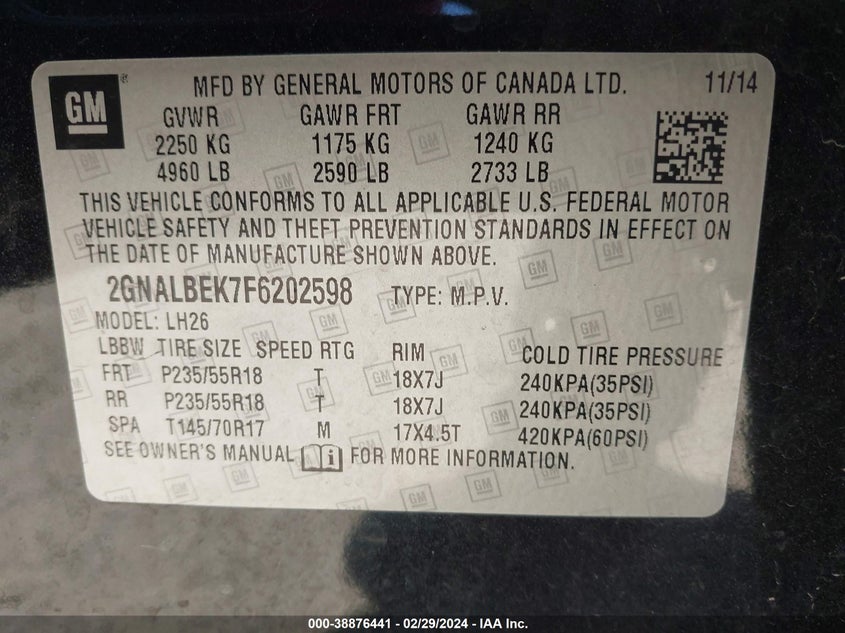 GM ® MFD BY GENERAL MOTORS OF CANADA LTD. 11/14
GVWR GAWR FRT GAWR RR
2250 KG 1175 KG 1240 KG
4960 LB 2590 LB 2733 LB
THIS VEHICLE CONFORMS TO ALL APPLICABLE U.S. FEDERAL MOTOR
VEHICLE SAFETY AND THEFT PREVENTION STANDARDS IN EFFECT ON
THE DATE OF MANUFACTURE SHOWN ABOVE.
2GNALBEK7F6202598 TYPE: M.P.V.
MODEL: LH26
LBBW TIRE SIZE SPEED RTG RIM COLD TIRE PRESSURE
FRT P235/55R18 T 18X7J 240KPA(35PSI)
RR P235/55R18 T 18X7J 240KPA(35PSI)
SPA T145/70R17 M 17X4.5T 420KPA(60PSI)
SEE OWNER'S MANUAL i FOR MORE INFORMATION.
000-38876441 - 02/29/2024 - IAA Inc.